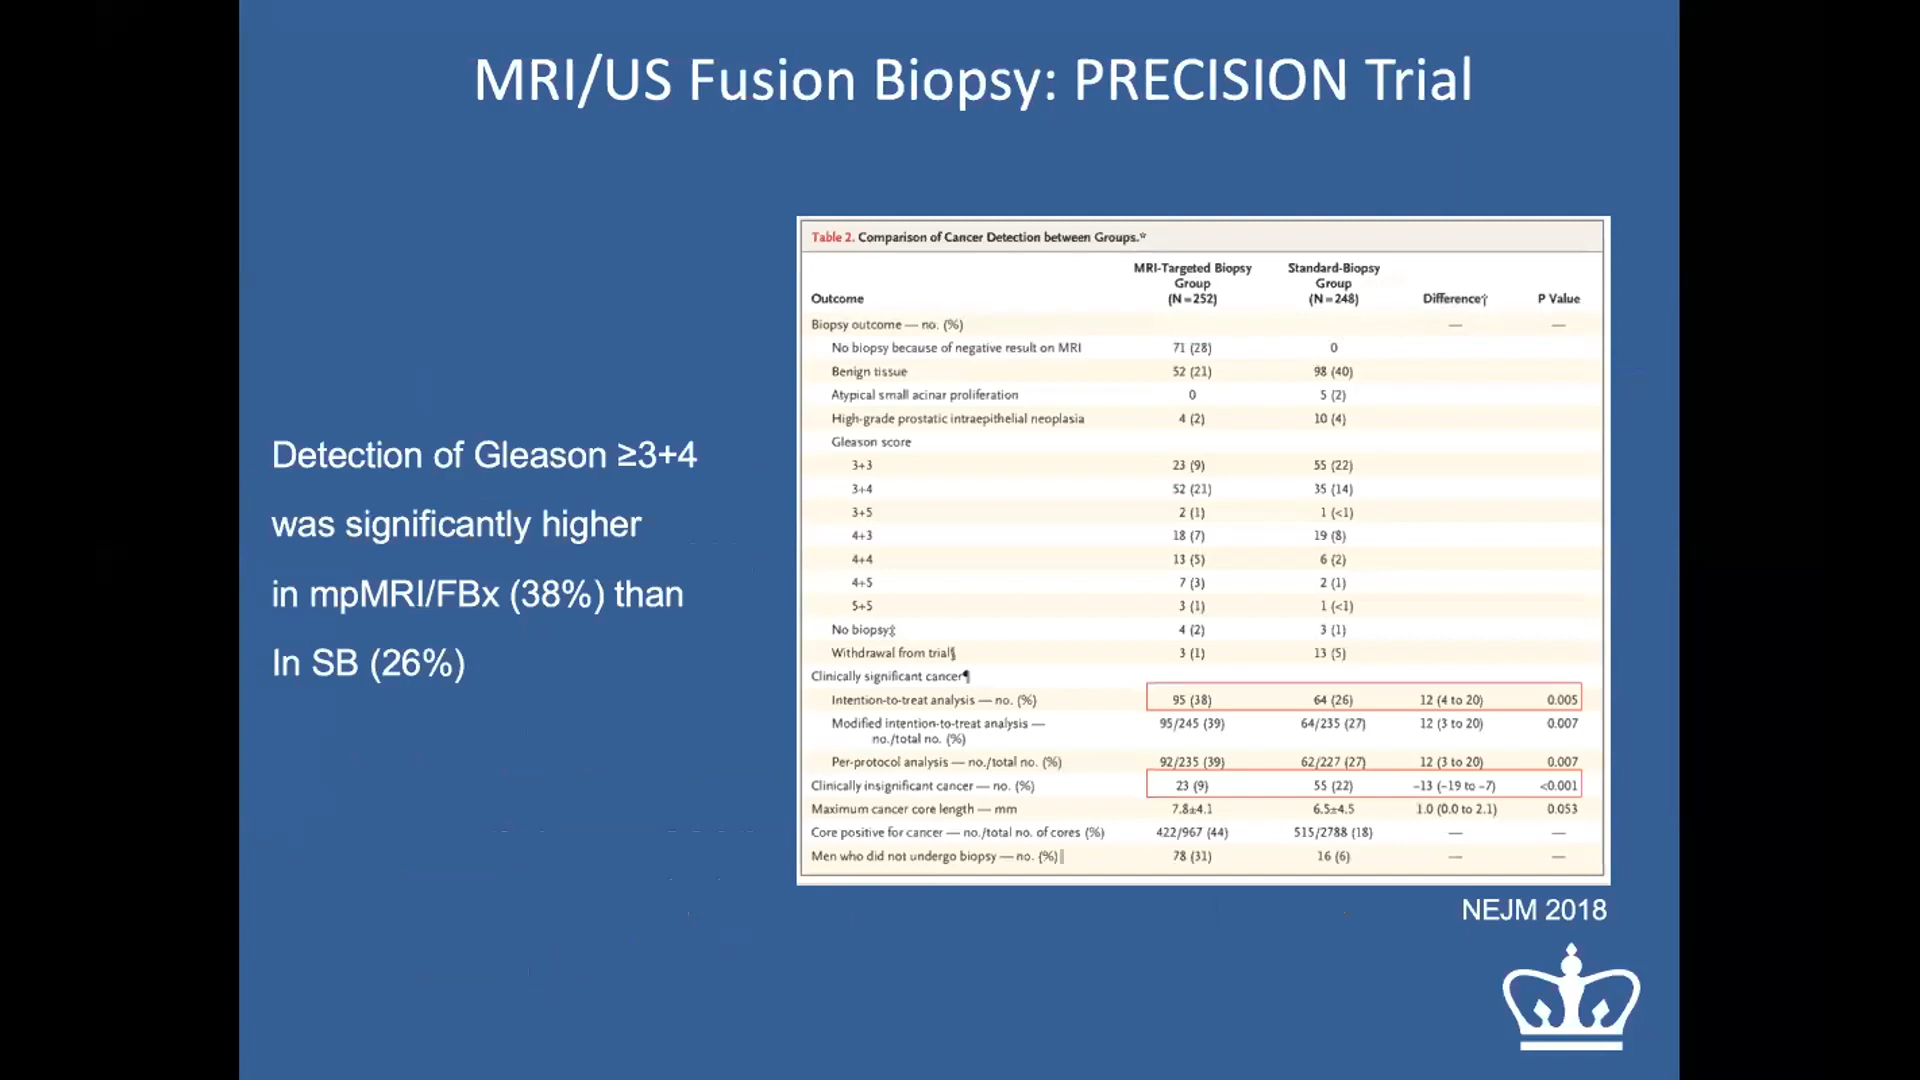 MRI/US Fusion Biopsy: PRECISION Trial
Detection of Gleason ≥3+4
was significantly higher
in mpMRI/FBx (38%) than
In SB (26%)
Table 2. Comparison of Cancer Detection between Groups.*
Outcome MRI-Targeted Biopsy Group (N=252) Standard-Biopsy Group (N=248) Difference† P Value
Biopsy outcome — no. (%) — —
No biopsy because of negative result on MRI 71 (28) 0
Benign tissue 52 (21) 98 (40)
Atypical small acinar proliferation 0 5 (2)
High-grade prostatic intraepithelial neoplasia 4 (2) 10 (4)
Gleason score
3+3 23 (9) 55 (22)
3+4 52 (21) 35 (14)
3+5 2 (1) 1 (<1)
4+3 18 (7) 19 (8)
4+4 13 (5) 6 (2)
4+5 7 (3) 2 (1)
5+5 3 (1) 1 (<1)
No biopsy‡ 4 (2) 3 (1)
Withdrawal from trial§ 3 (1) 13 (5)
Clinically significant cancer¶
Intention-to-treat analysis — no. (%) 95 (38) 64 (26) 12 (4 to 20) 0.005
Modified intention-to-treat analysis — no./total no. (%) 95/245 (39) 64/235 (27) 12 (3 to 20) 0.007
Per-protocol analysis — no./total no. (%) 92/235 (39) 62/227 (27) 12 (3 to 20) 0.007
Clinically insignificant cancer — no. (%) 23 (9) 55 (22) −13 (−19 to −7) <0.001
Maximum cancer core length — mm 7.8±4.1 6.5±4.5 1.0 (0.0 to 2.1) 0.053
Core positive for cancer — no./total no. of cores (%) 422/967 (44) 515/2788 (18) — —
Men who did not undergo biopsy — no. (%)‖ 78 (31) 16 (6) — —
NEJM 2018